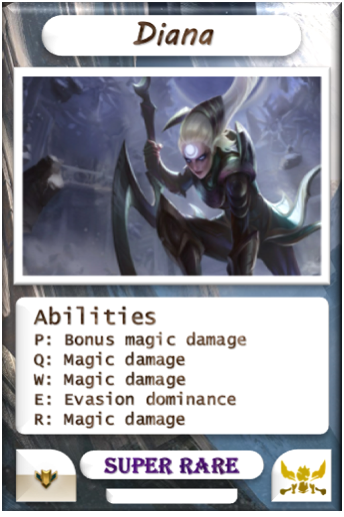 Diana
Abilities
P: Bonus magic damage
Q: Magic damage
W: Magic damage
E: Evasion dominance
R: Magic damage
SUPER RARE